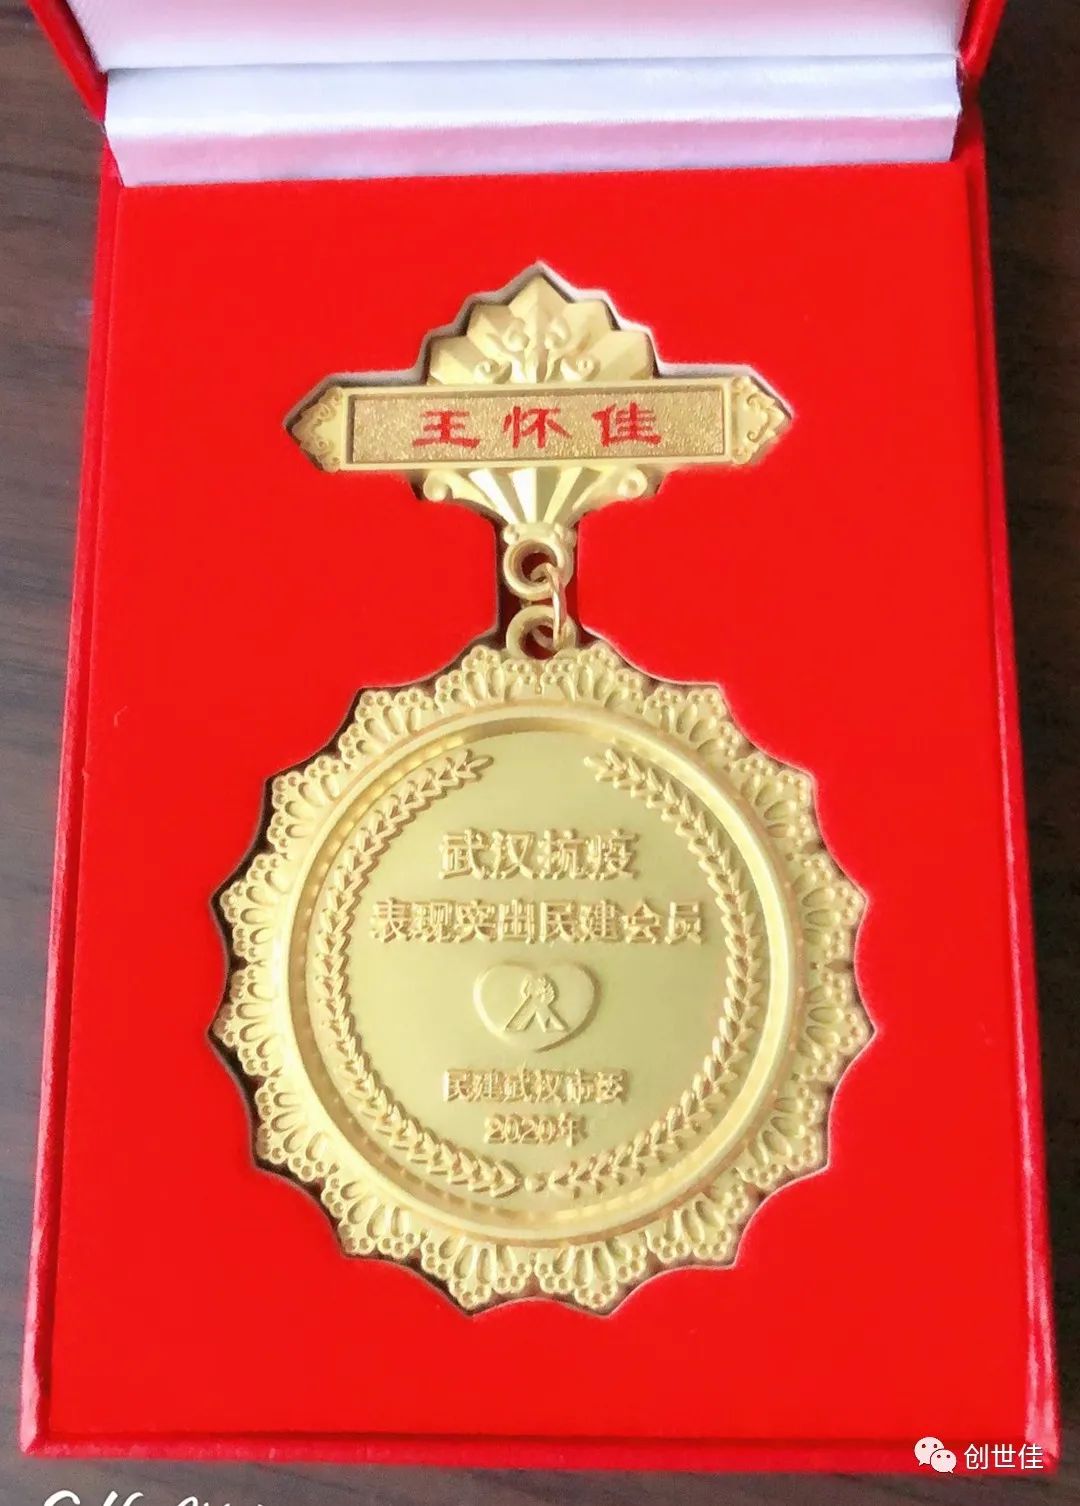 王怀佳
武汉抗疫
表现突出民建会员
民建武汉市委
2020年
创世佳